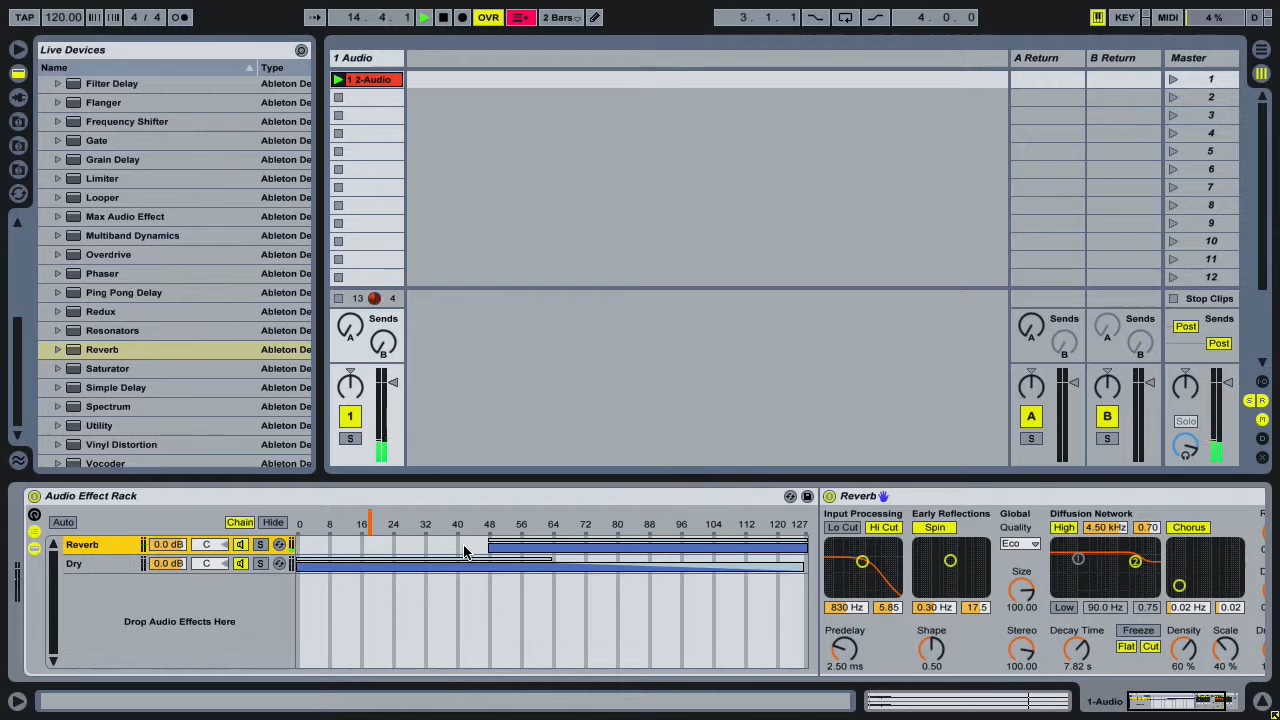 TAP 120.00 4 / 4 14. 4. 1 OVR 2 Bars 3. 1. 1 4. 0. 0 KEY MIDI 4 % D
Live Devices
Name Type
Filter Delay Ableton De
Flanger Ableton De
Frequency Shifter Ableton De
Gate Ableton De
Grain Delay Ableton De
Limiter Ableton De
Looper Ableton De
Max Audio Effect Ableton De
Multiband Dynamics Ableton De
Overdrive Ableton De
Phaser Ableton De
Ping Pong Delay Ableton De
Redux Ableton De
Resonators Ableton De
Reverb Ableton De
Saturator Ableton De
Simple Delay Ableton De
Spectrum Ableton De
Utility Ableton De
Vinyl Distortion Ableton De
Vocoder Ableton De
1 Audio A Return B Return Master
1 2-Audio 1
2
3
4
5
6
7
8
9
10
11
12
13 4 Stop Clips
Sends Sends Sends Sends
A Post
B A B Post
1 A B Solo
S S S
S R
M
D
X
Audio Effect Rack
Auto Chain Hide 0 8 16 24 32 40 48 56 64 72 80 88 96 104 112 120 127
Reverb 0.0 dB C S
Dry 0.0 dB C S
Drop Audio Effects Here
Reverb
Input Processing Early Reflections Global Diffusion Network
Lo Cut Hi Cut Spin Quality High 4.50 kHz 0.70 Chorus
Eco
1 2
Size
100.00
830 Hz 5.85 0.30 Hz 17.5 Low 90.0 Hz 0.75 0.02 Hz 0.02
Predelay Shape Stereo Decay Time Freeze Density Scale
Flat Cut
2.50 ms 0.50 100.00 7.82 s 60 % 40 %
1-Audio